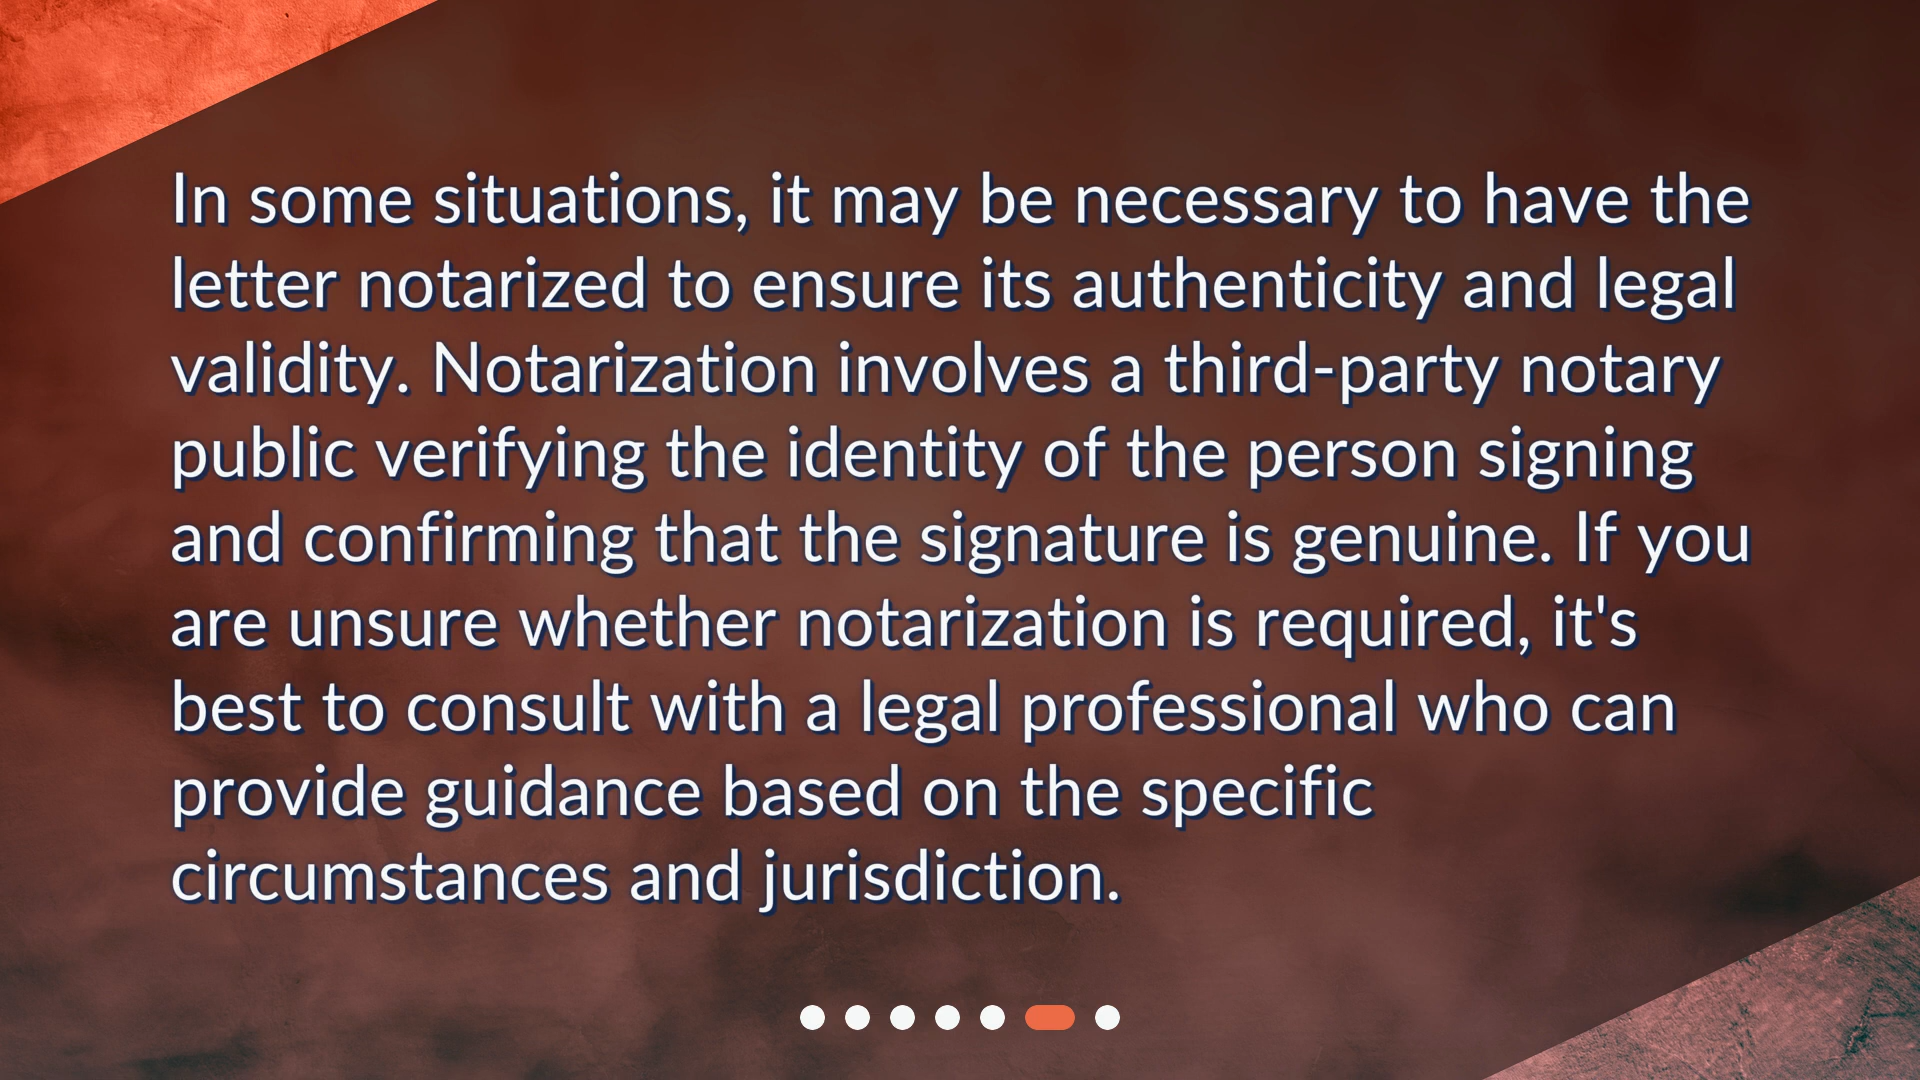 In some situations, it may be necessary to have the
letter notarized to ensure its authenticity and legal
validity. Notarization involves a third-party notary
public verifying the identity of the person signing
and confirming that the signature is genuine. If you
are unsure whether notarization is required, it's
best to consult with a legal professional who can
provide guidance based on the specific
circumstances and jurisdiction.